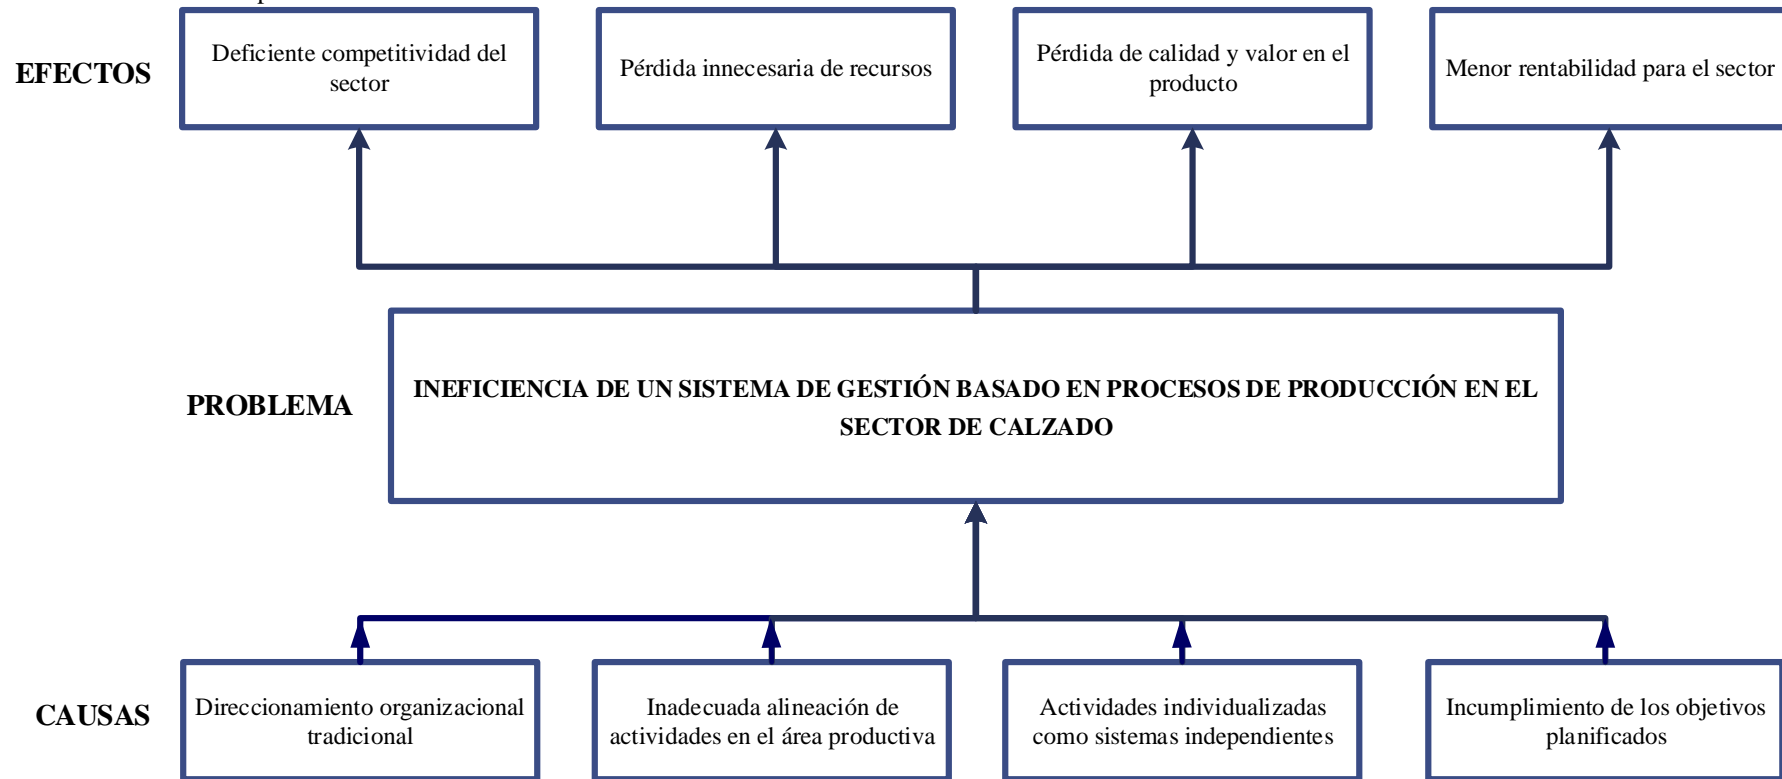 EFECTOS
Deficiente competitividad del
sector
Pérdida innecesaria de recursos
Pérdida de calidad y valor en el
producto
Menor rentabilidad para el sector
PROBLEMA
INEFICIENCIA DE UN SISTEMA DE GESTIÓN BASADO EN PROCESOS DE PRODUCCIÓN EN EL
SECTOR DE CALZADO
CAUSAS
Direccionamiento organizacional
tradicional
Inadecuada alineación de
actividades en el área productiva
Actividades individualizadas
como sistemas independientes
Incumplimiento de los objetivos
planificados